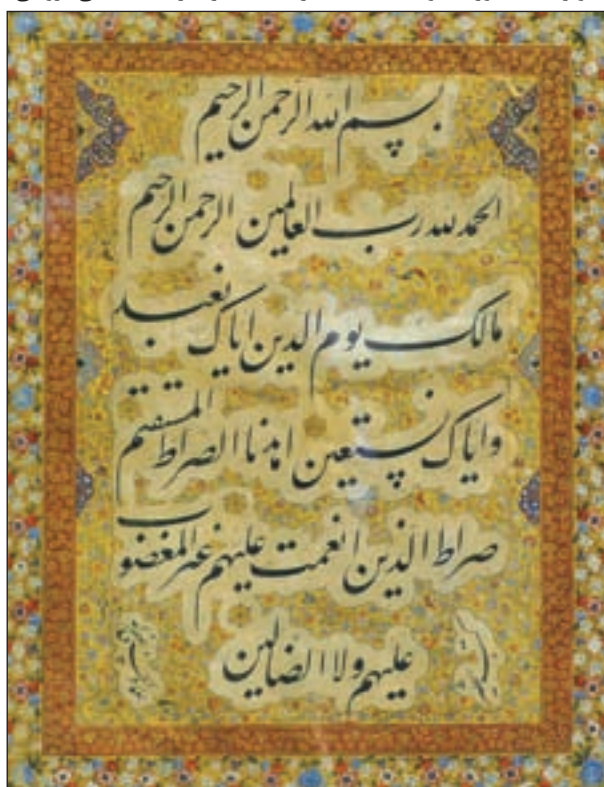 بسم الله الرحمن الرحیم
الحمد لله رب العالمین الرحمن الرحیم
مالک یوم الدین ایاک نعبد
و ایاک نستعین اهدنا الصراط المستقیم
صراط الذین انعمت علیهم غیر المغضوب
علیهم ولا الضالین